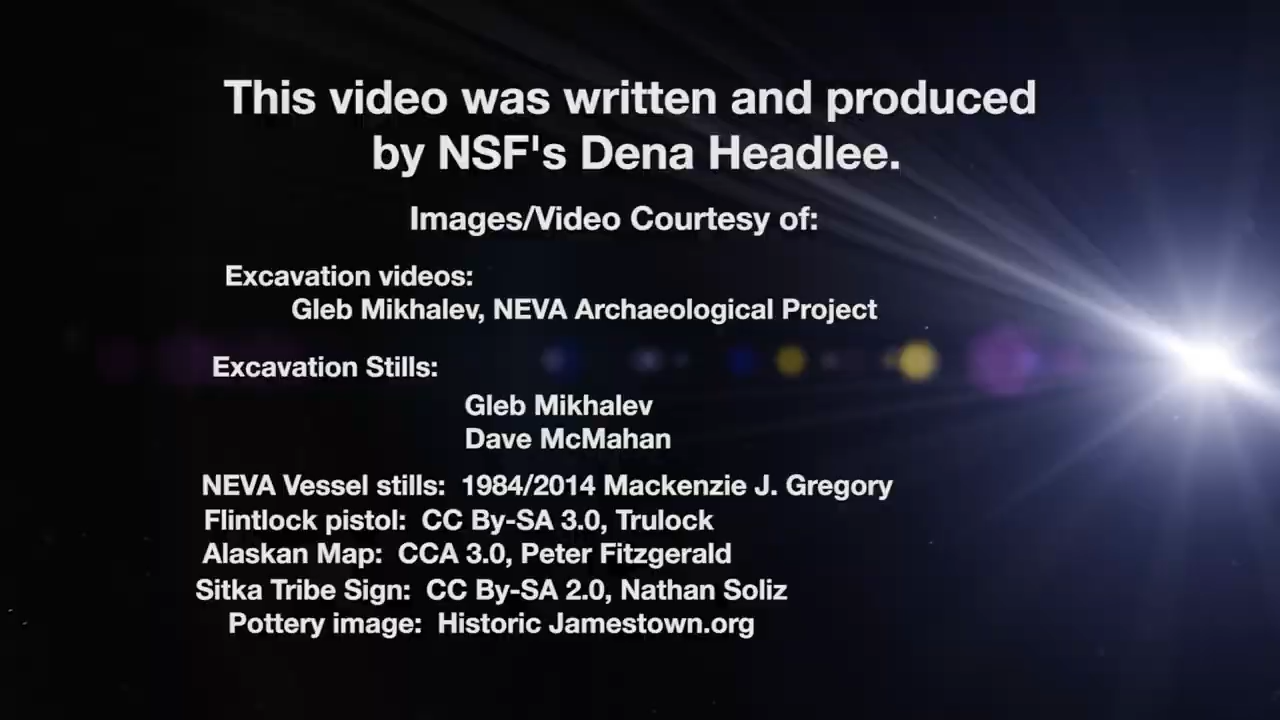 This video was written and produced
by NSF's Dena Headlee.
Images/Video Courtesy of:
Excavation videos:
Gleb Mikhalev, NEVA Archaeological Project
Excavation Stills:
Gleb Mikhalev
Dave McMahan
NEVA Vessel stills:  1984/2014 Mackenzie J. Gregory
Flintlock pistol:  CC By-SA 3.0, Trulock
Alaskan Map:  CCA 3.0, Peter Fitzgerald
Sitka Tribe Sign:  CC By-SA 2.0, Nathan Soliz
Pottery image:  Historic Jamestown.org